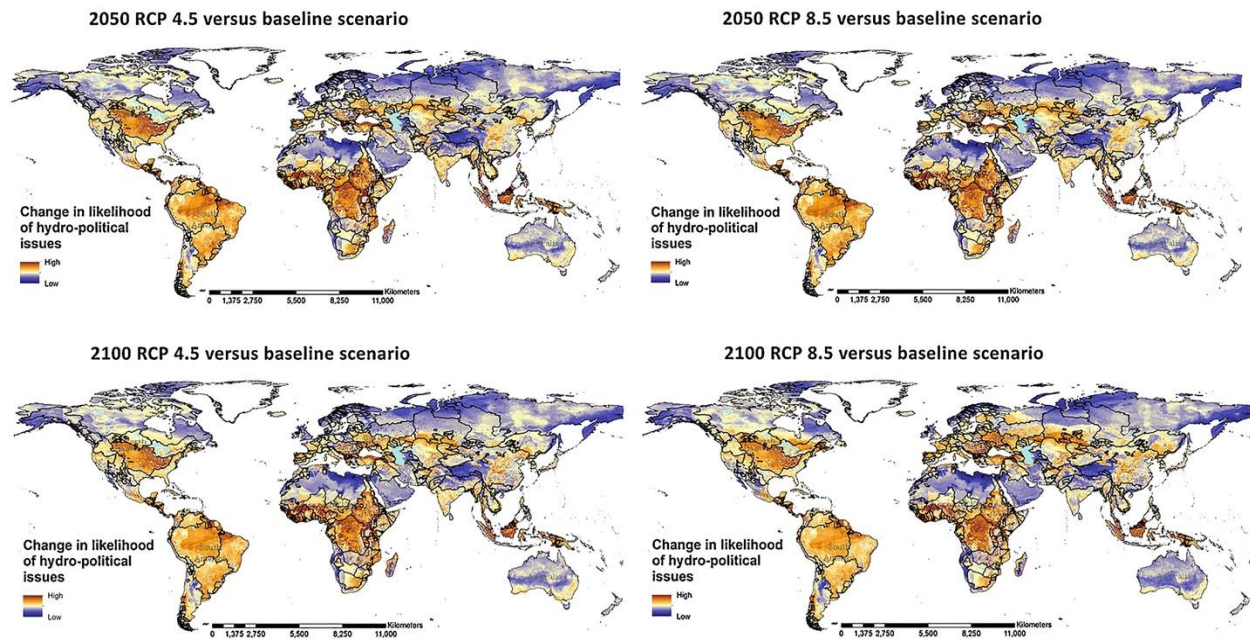 2050 RCP 4.5 versus baseline scenario
Change in likelihood
of hydro-political
issues
High
Low
South
Kilometers
0 1,375 2,750 5,500 8,250 11,000
2050 RCP 8.5 versus baseline scenario
Change in likelihood
of hydro-political
issues
High
Low
South
Kilometers
0 1,375 2,750 5,500 8,250 11,000
2100 RCP 4.5 versus baseline scenario
Change in likelihood
of hydro-political
issues
High
Low
South
Kilometers
0 1,375 2,750 5,500 8,250 11,000
2100 RCP 8.5 versus baseline scenario
Change in likelihood
of hydro-political
issues
High
Low
South
Kilometers
0 1,375 2,750 5,500 8,250 11,000